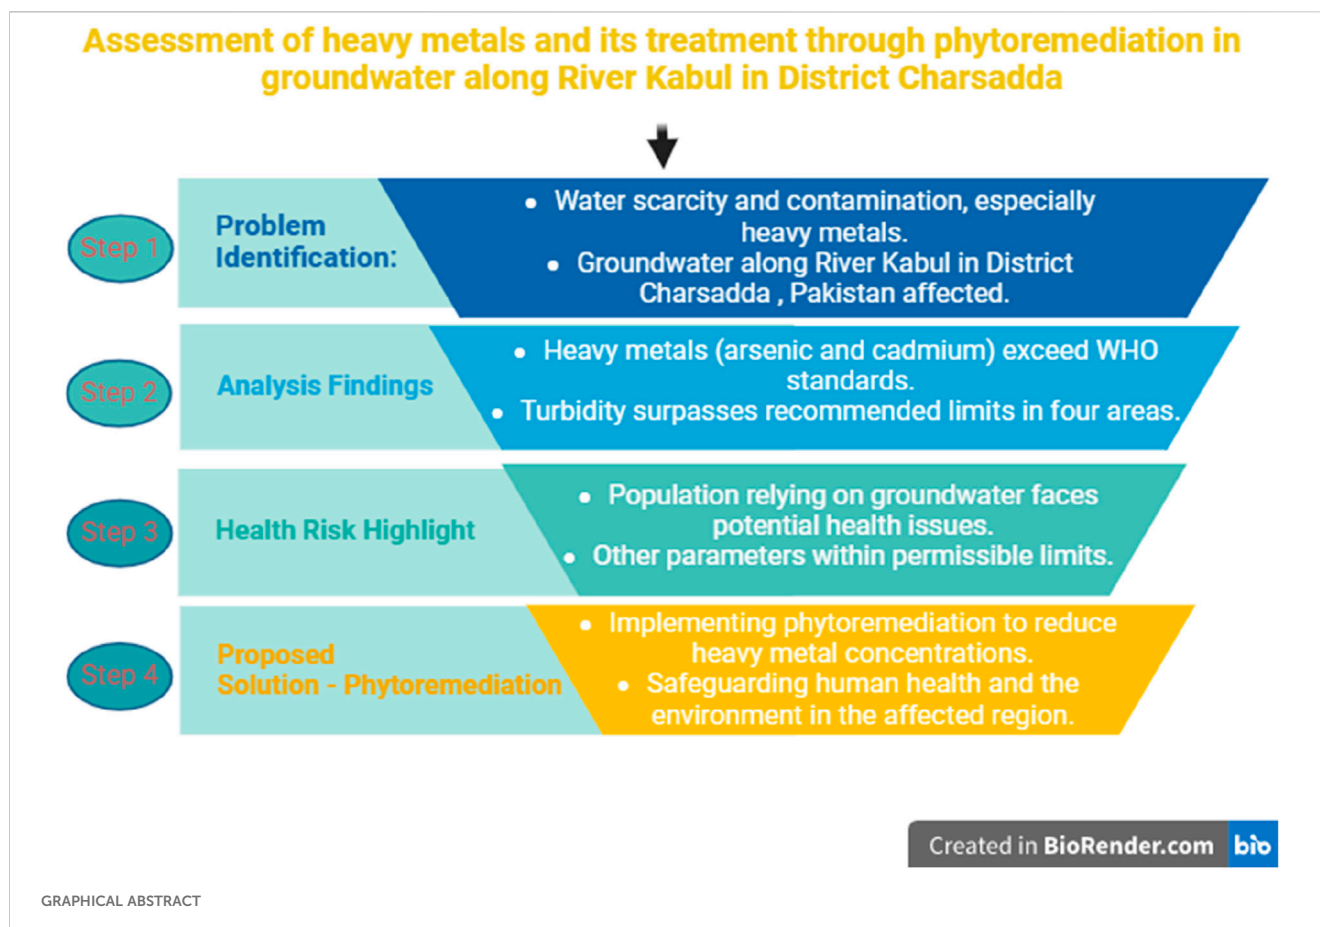 Assessment of heavy metals and its treatment through phytoremediation in
groundwater along River Kabul in District Charsadda
Step 1
Problem
Identification:
• Water scarcity and contamination, especially
heavy metals.
• Groundwater along River Kabul in District
Charsadda , Pakistan affected.
Step 2
Analysis Findings
• Heavy metals (arsenic and cadmium) exceed WHO
standards.
• Turbidity surpasses recommended limits in four areas.
Step 3
Health Risk Highlight
• Population relying on groundwater faces
potential health issues.
• Other parameters within permissible limits.
Step 4
Proposed
Solution - Phytoremediation
• Implementing phytoremediation to reduce
heavy metal concentrations.
• Safeguarding human health and the
environment in the affected region.
Created in BioRender.com bio
GRAPHICAL ABSTRACT